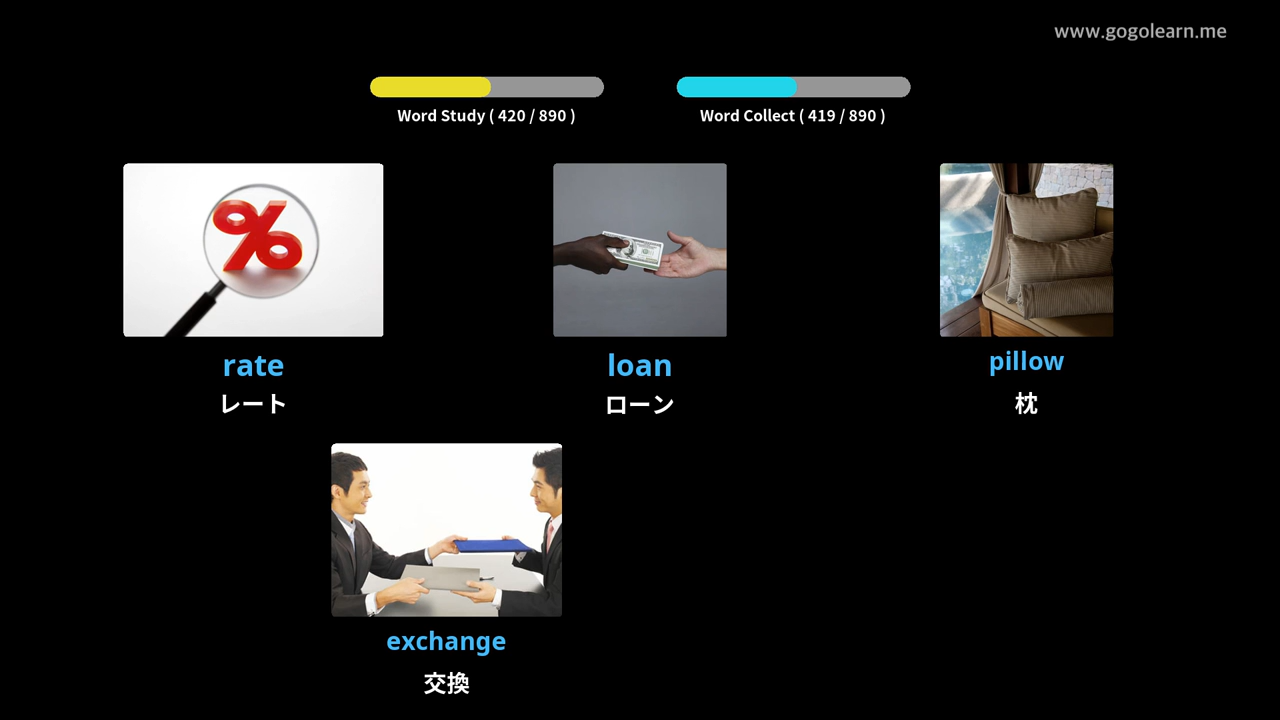 www.gogolearn.me
Word Study ( 420 / 890 )
Word Collect ( 419 / 890 )
%
rate
レート
loan
ローン
pillow
枕
exchange
交換